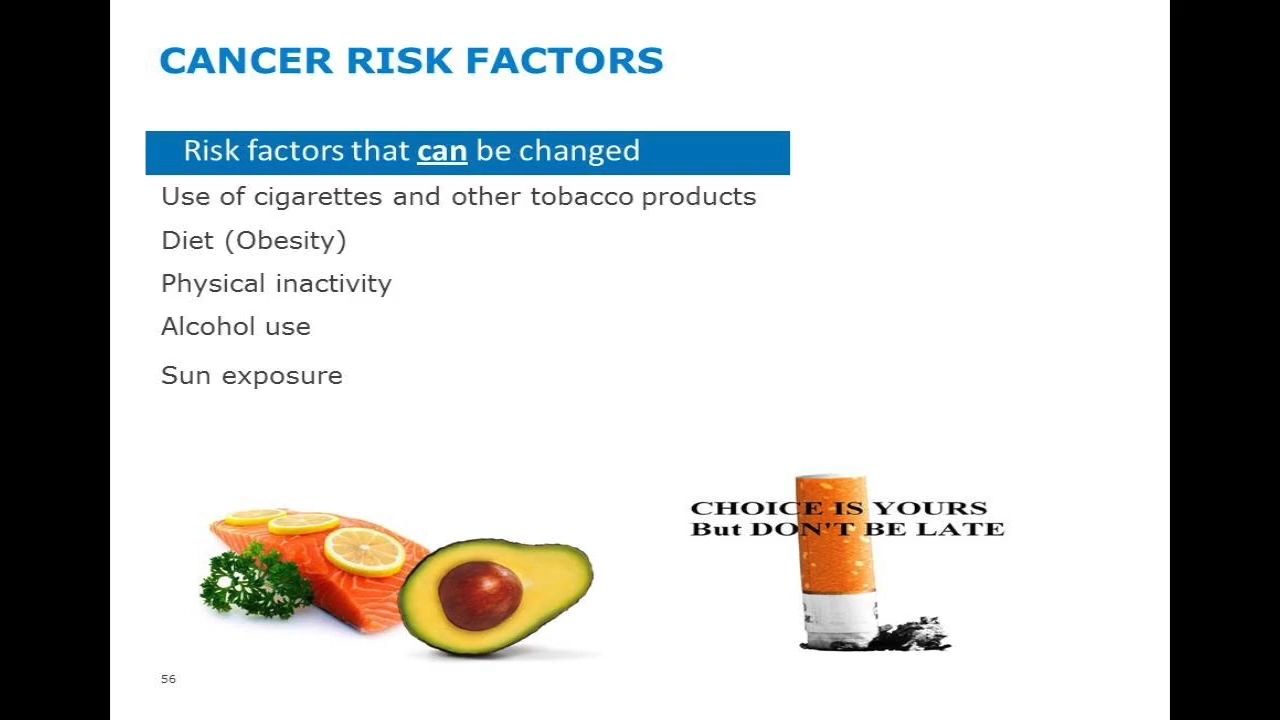 CANCER RISK FACTORS
Risk factors that can be changed
Use of cigarettes and other tobacco products
Diet (Obesity)
Physical inactivity
Alcohol use
Sun exposure
CHOICE IS YOURS
But DON'T BE LATE
56